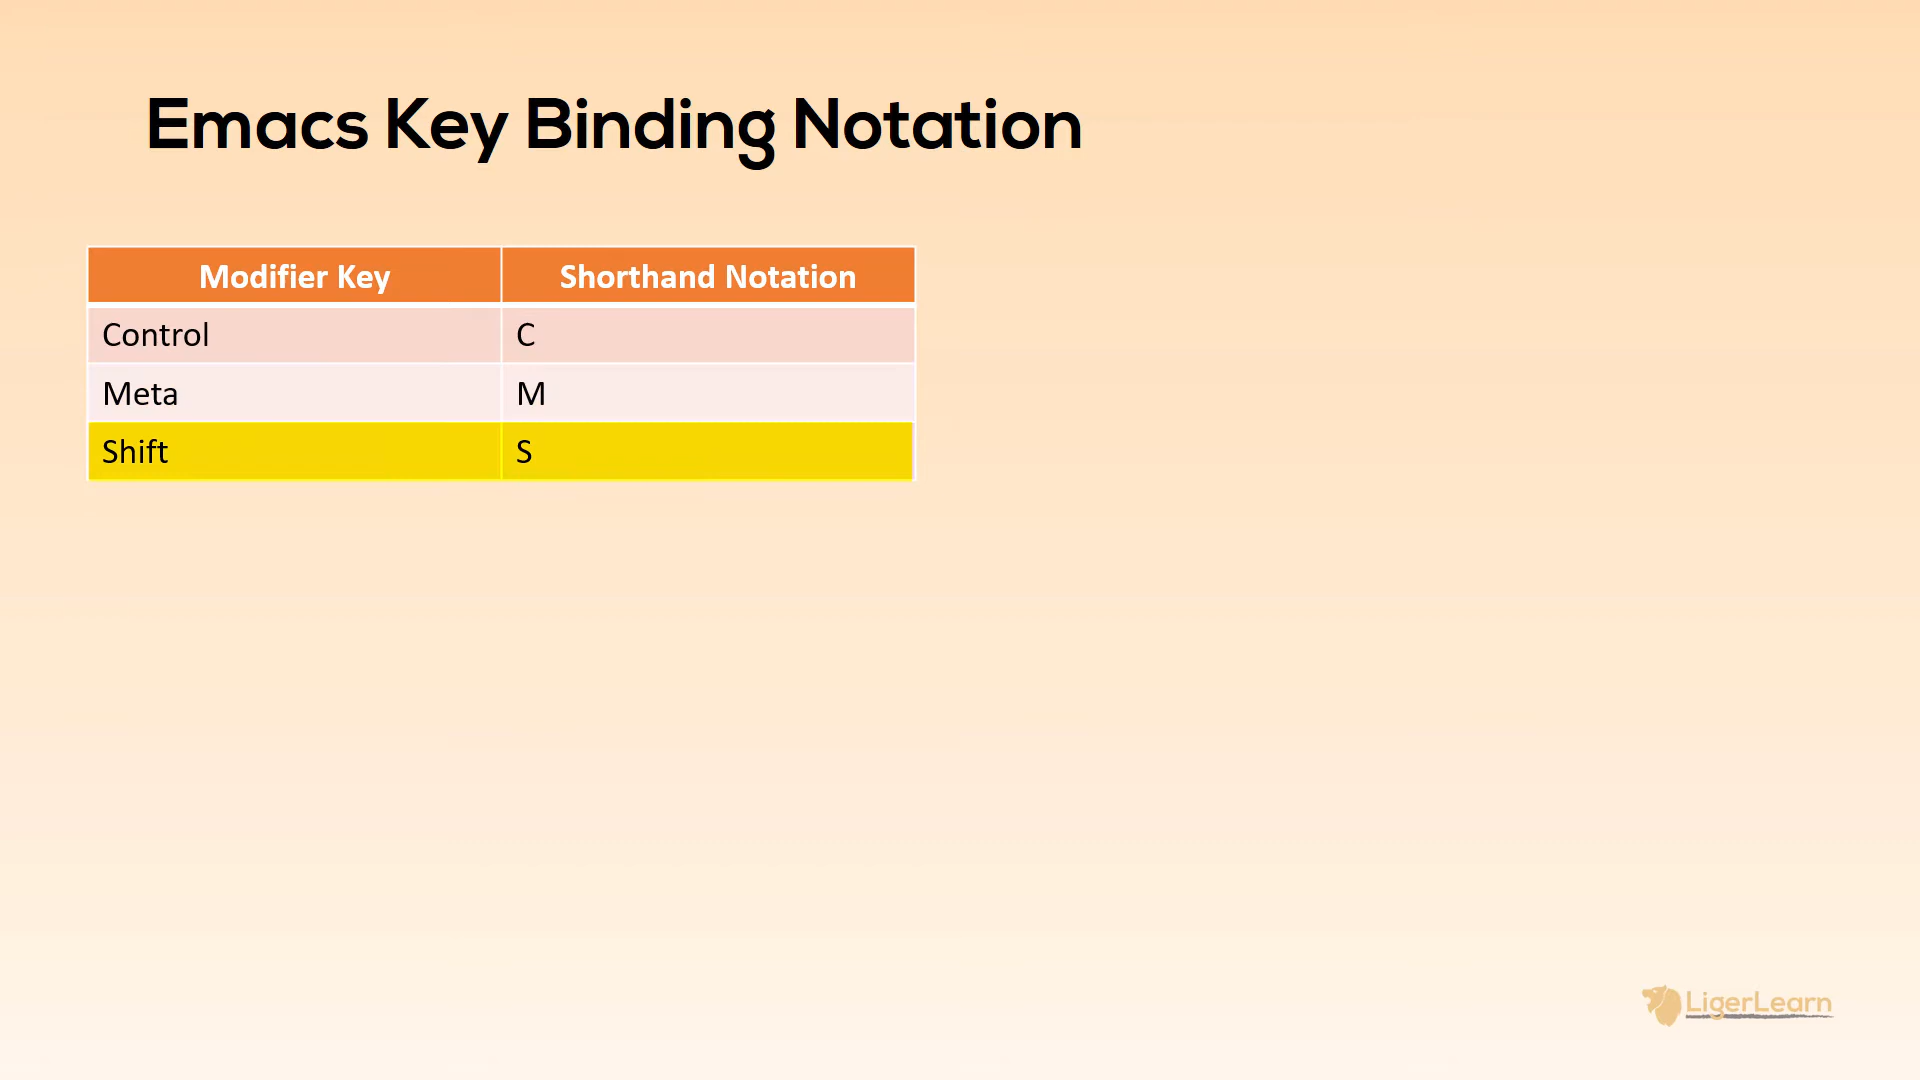 Emacs Key Binding Notation
Modifier Key Shorthand Notation
Control C
Meta M
Shift S
LigerLearn